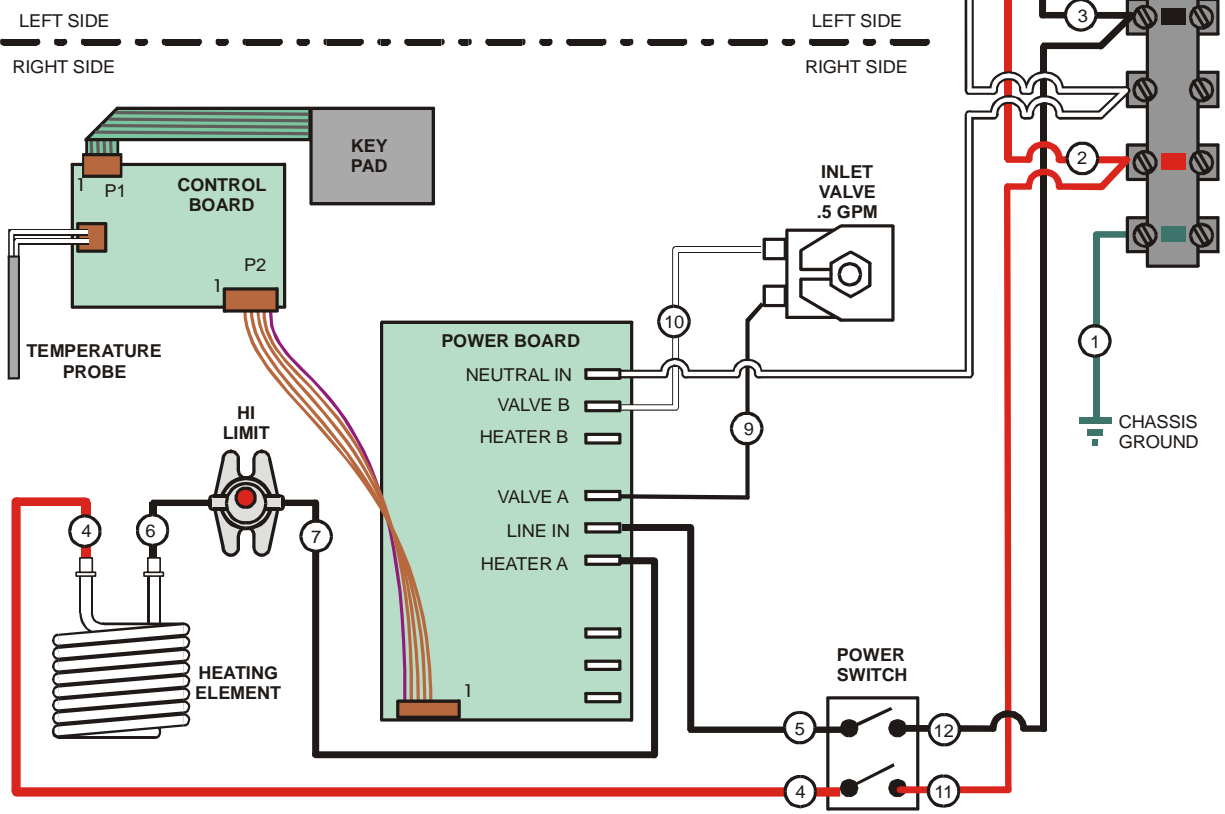 LEFT SIDE
LEFT SIDE
3
RIGHT SIDE
RIGHT SIDE
KEY
PAD
1
P1
CONTROL
BOARD
2
INLET
VALVE
.5 GPM
P2
1
10
1
TEMPERATURE
PROBE
POWER BOARD
NEUTRAL IN
VALVE B
HEATER B
VALVE A
LINE IN
HEATER A
1
9
CHASSIS
GROUND
HI
LIMIT
4
6
7
HEATING
ELEMENT
POWER
SWITCH
5
12
4
11